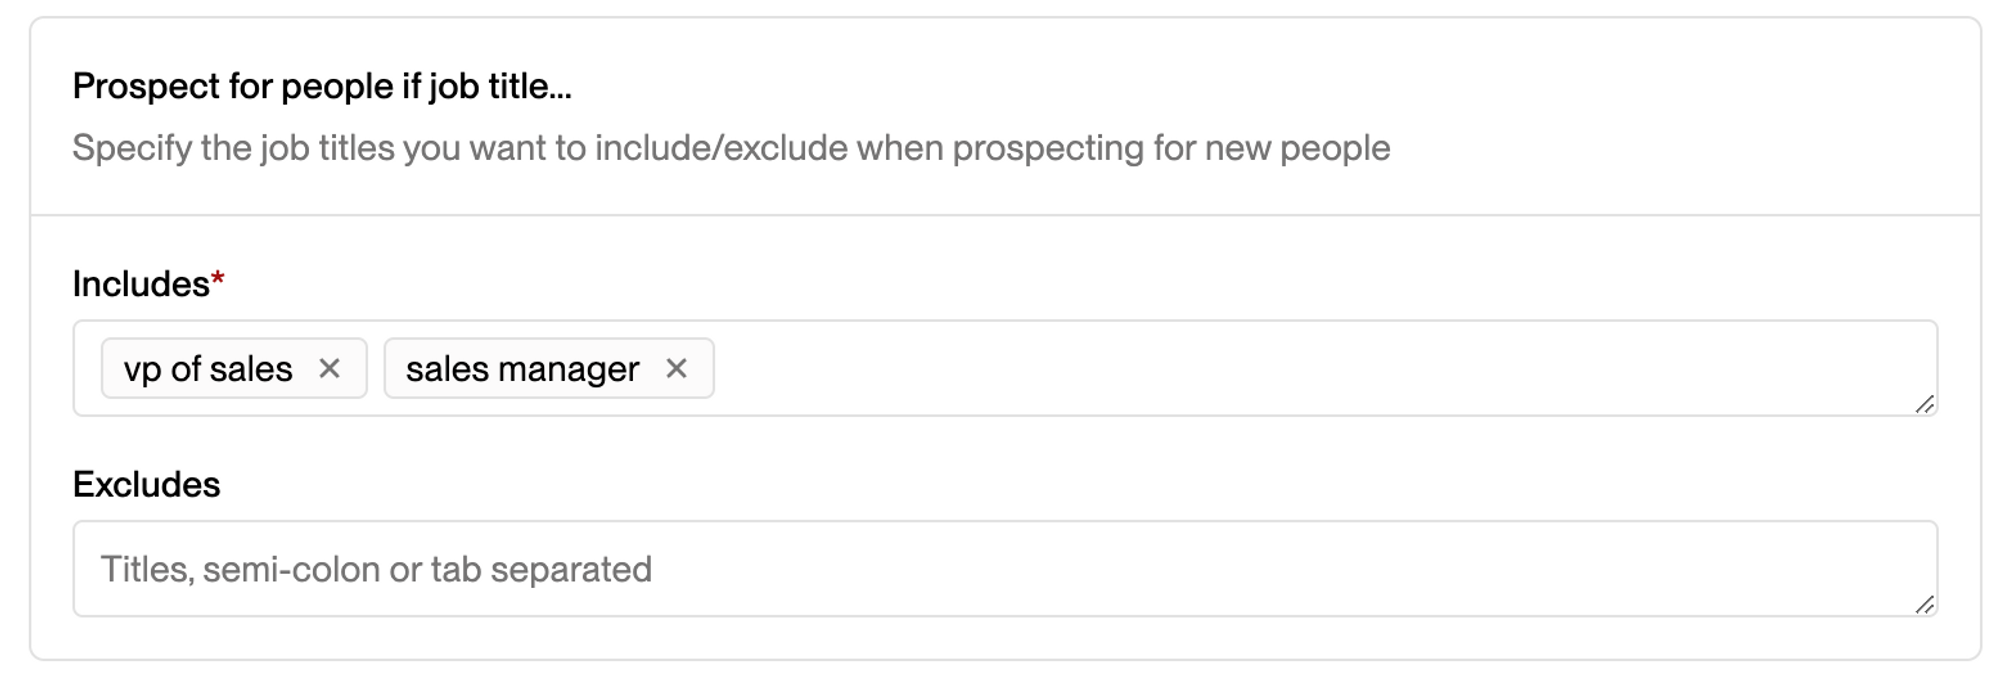 Prospect for people if job title...
Specify the job titles you want to include/exclude when prospecting for new people
Includes*
vp of sales × sales manager ×
Excludes
Titles, semi-colon or tab separated